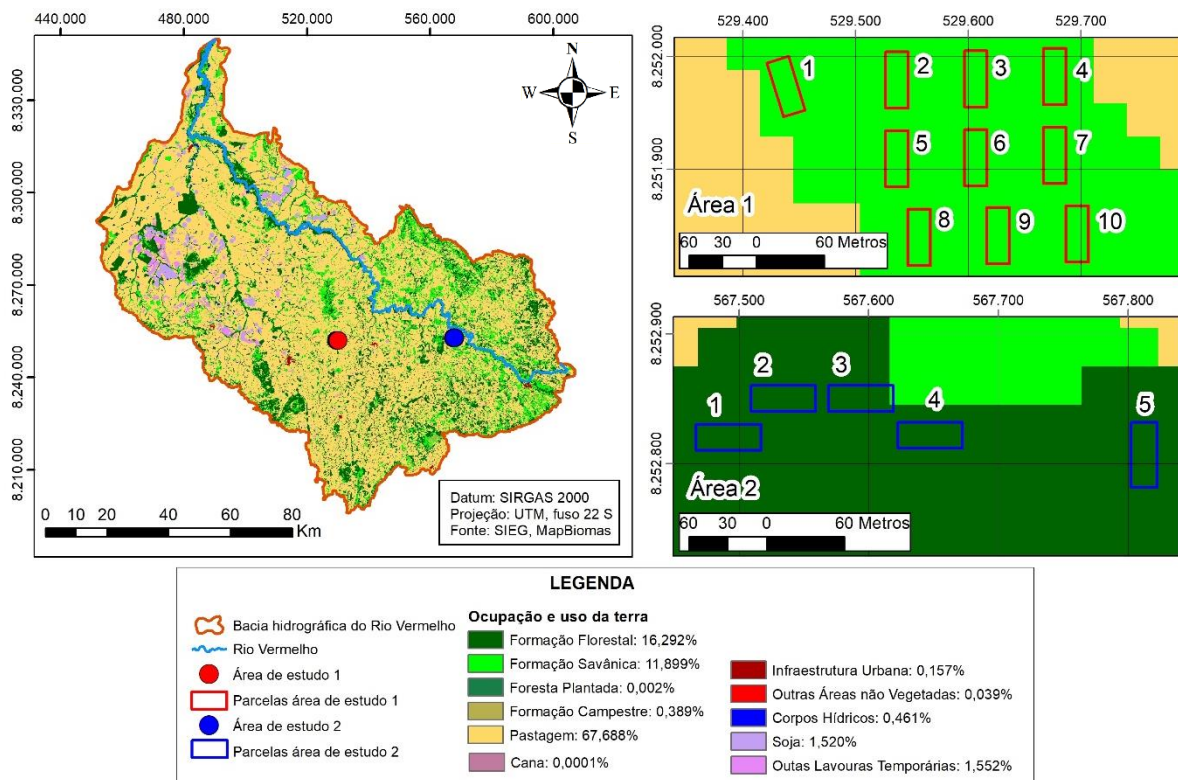 440.000 480.000 520.000 560.000 600.000
8.330.000
8.300.000
8.270.000
8.240.000
8.210.000
N
W E
S
0 20 40 60 80
Km
Datum: SIRGAS 2000
Projeção: UTM, fuso 22 S
Fonte: SIEG, MapBiomas
529.400 529.500 529.600 529.700
8.252.000
8.251.900
1 2 3 4
5 6 7
8 9 10
Área 1
60 30 0 60 Metros
567.500 567.600 567.700 567.800
8.252.900
8.252.800
2 3
1 4 5
Área 2
60 30 0 60 Metros
LEGENDA
Bacia hidrográfica do Rio Vermelho
Rio Vermelho
Área de estudo 1
Parcelas área de estudo 1
Área de estudo 2
Parcelas área de estudo 2
Ocupação e uso da terra
Formação Florestal: 16,292%
Formação Savânica: 11,899%
Foresta Plantada: 0,002%
Formação Campestre: 0,389%
Pastagem: 67,688%
Cana: 0,0001%
Infraestrutura Urbana: 0,157%
Outras Áreas não Vegetadas: 0,039%
Corpos Hídricos: 0,461%
Soja: 1,520%
Outas Lavouras Temporárias: 1,552%